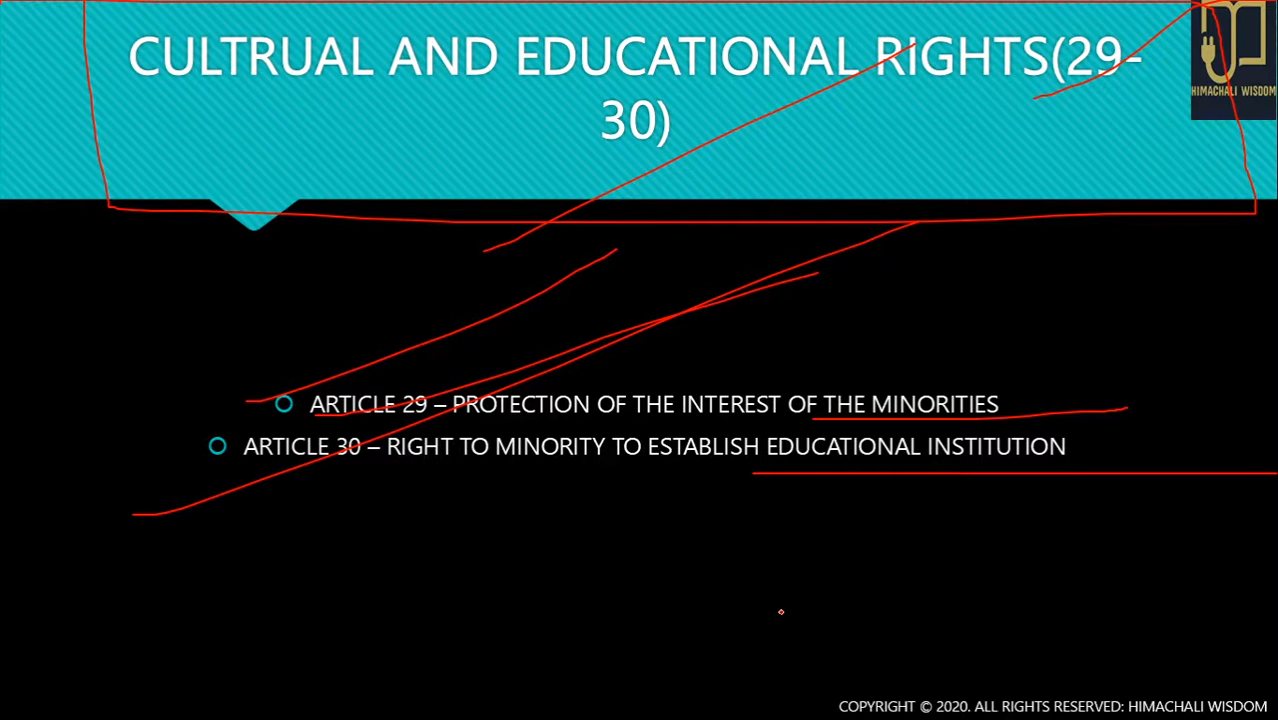 CULTRUAL AND EDUCATIONAL RIGHTS(29-
30)
HIMACHALI WISDOM
ARTICLE 29 – PROTECTION OF THE INTEREST OF THE MINORITIES
ARTICLE 30 – RIGHT TO MINORITY TO ESTABLISH EDUCATIONAL INSTITUTION
COPYRIGHT © 2020. ALL RIGHTS RESERVED: HIMACHALI WISDOM